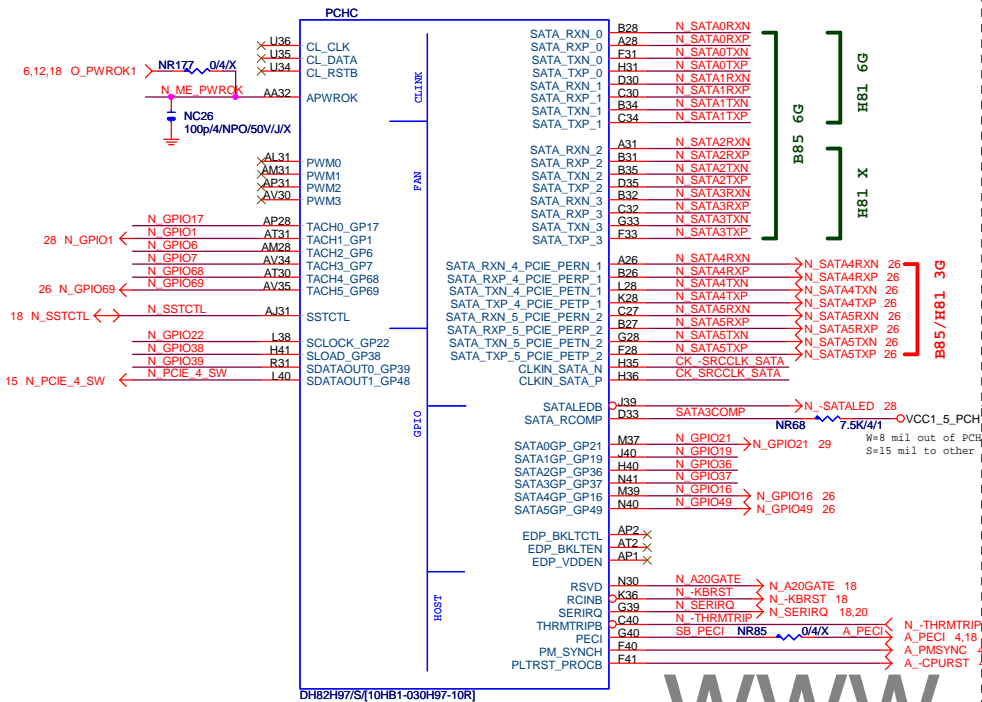 PCHC
U36 CL_CLK
U35 CL_DATA
U34 CL_RSTB
6,12,18 O_PWROK1 NR177 0/4/X
N_ME_PWROK AA32 APWROK
NC26
100p/4/NPO/50V/J/X
CLINK
AL31 PWM0
AM31 PWM1
AP31 PWM2
AV30 PWM3
FAN
N_GPIO17 AP28 TACH0_GP17
28 N_GPIO1 N_GPIO1 AT31 TACH1_GP1
N_GPIO6 AM28 TACH2_GP6
N_GPIO7 AV34 TACH3_GP7
N_GPIO68 AT30 TACH4_GP68
26 N_GPIO69 N_GPIO69 AV35 TACH5_GP69
18 N_SSTCTL N_SSTCTL AJ31 SSTCTL
N_GPIO22 L38 SCLOCK_GP22
N_GPIO38 H41 SLOAD_GP38
N_GPIO39 R31 SDATAOUT0_GP39
15 N_PCIE_4_SW N_PCIE_4_SW L40 SDATAOUT1_GP48
GPIO
HOST
SATA_RXN_0 B28 N_SATA0RXN
SATA_RXP_0 A28 N_SATA0RXP
SATA_TXN_0 F31 N_SATA0TXN
SATA_TXP_0 H31 N_SATA0TXP
SATA_RXN_1 D30 N_SATA1RXN
SATA_RXP_1 C30 N_SATA1RXP
SATA_TXN_1 B34 N_SATA1TXN
SATA_TXP_1 C34 N_SATA1TXP
SATA_RXN_2 A31 N_SATA2RXN
SATA_RXP_2 B31 N_SATA2RXP
SATA_TXN_2 B35 N_SATA2TXN
SATA_TXP_2 D35 N_SATA2TXP
SATA_RXN_3 B32 N_SATA3RXN
SATA_RXP_3 C32 N_SATA3RXP
SATA_TXN_3 G33 N_SATA3TXN
SATA_TXP_3 F33 N_SATA3TXP
B85 6G
H81 6G
H81 X
SATA_RXN_4_PCIE_PERN_1 A26 N_SATA4RXN N_SATA4RXN 26
SATA_RXP_4_PCIE_PERP_1 B26 N_SATA4RXP N_SATA4RXP 26
SATA_TXN_4_PCIE_PETN_1 L28 N_SATA4TXN N_SATA4TXN 26
SATA_TXP_4_PCIE_PETP_1 K28 N_SATA4TXP N_SATA4TXP 26
SATA_RXN_5_PCIE_PERN_2 C27 N_SATA5RXN N_SATA5RXN 26
SATA_RXP_5_PCIE_PERP_2 B27 N_SATA5RXP N_SATA5RXP 26
SATA_TXN_5_PCIE_PETN_2 G28 N_SATA5TXN N_SATA5TXN 26
SATA_TXP_5_PCIE_PETP_2 F28 N_SATA5TXP N_SATA5TXP 26
B85/H81 3G
CLKIN_SATA_N H35 CK_-SRCCLK_SATA
CLKIN_SATA_P H36 CK_SRCCLK_SATA
SATALEDB J39 N_-SATALED 28
SATA_RCOMP D33 SATA3COMP NR68 7.5K/4/1 VCC1_5_PCH
W=8 mil out of PCH
S=15 mil to other
SATA0GP_GP21 M37 N_GPIO21 N_GPIO21 29
SATA1GP_GP19 J40 N_GPIO19
SATA2GP_GP36 H40 N_GPIO36
SATA3GP_GP37 N41 N_GPIO37
SATA4GP_GP16 M39 N_GPIO16 N_GPIO16 26
SATA5GP_GP49 N40 N_GPIO49 N_GPIO49 26
EDP_BKLTCTL AP2
EDP_BKLTEN AT2
EDP_VDDEN AP1
RSVD N30 N_A20GATE N_A20GATE 18
RCINB K36 N_-KBRST N_-KBRST 18
SERIRQ G39 N_SERIRQ N_SERIRQ 18,20
THRMTRIPB C40 N_-THRMTRIP N_-THRMTRIP
PECI G40 SB_PECI NR85 0/4/X A_PECI A_PECI 4,18
PM_SYNCH F40 A_PMSYNC
PLTRST_PROCB F41 A_-CPURST
DH82H97/S/[10HB1-030H97-10R]
WWW